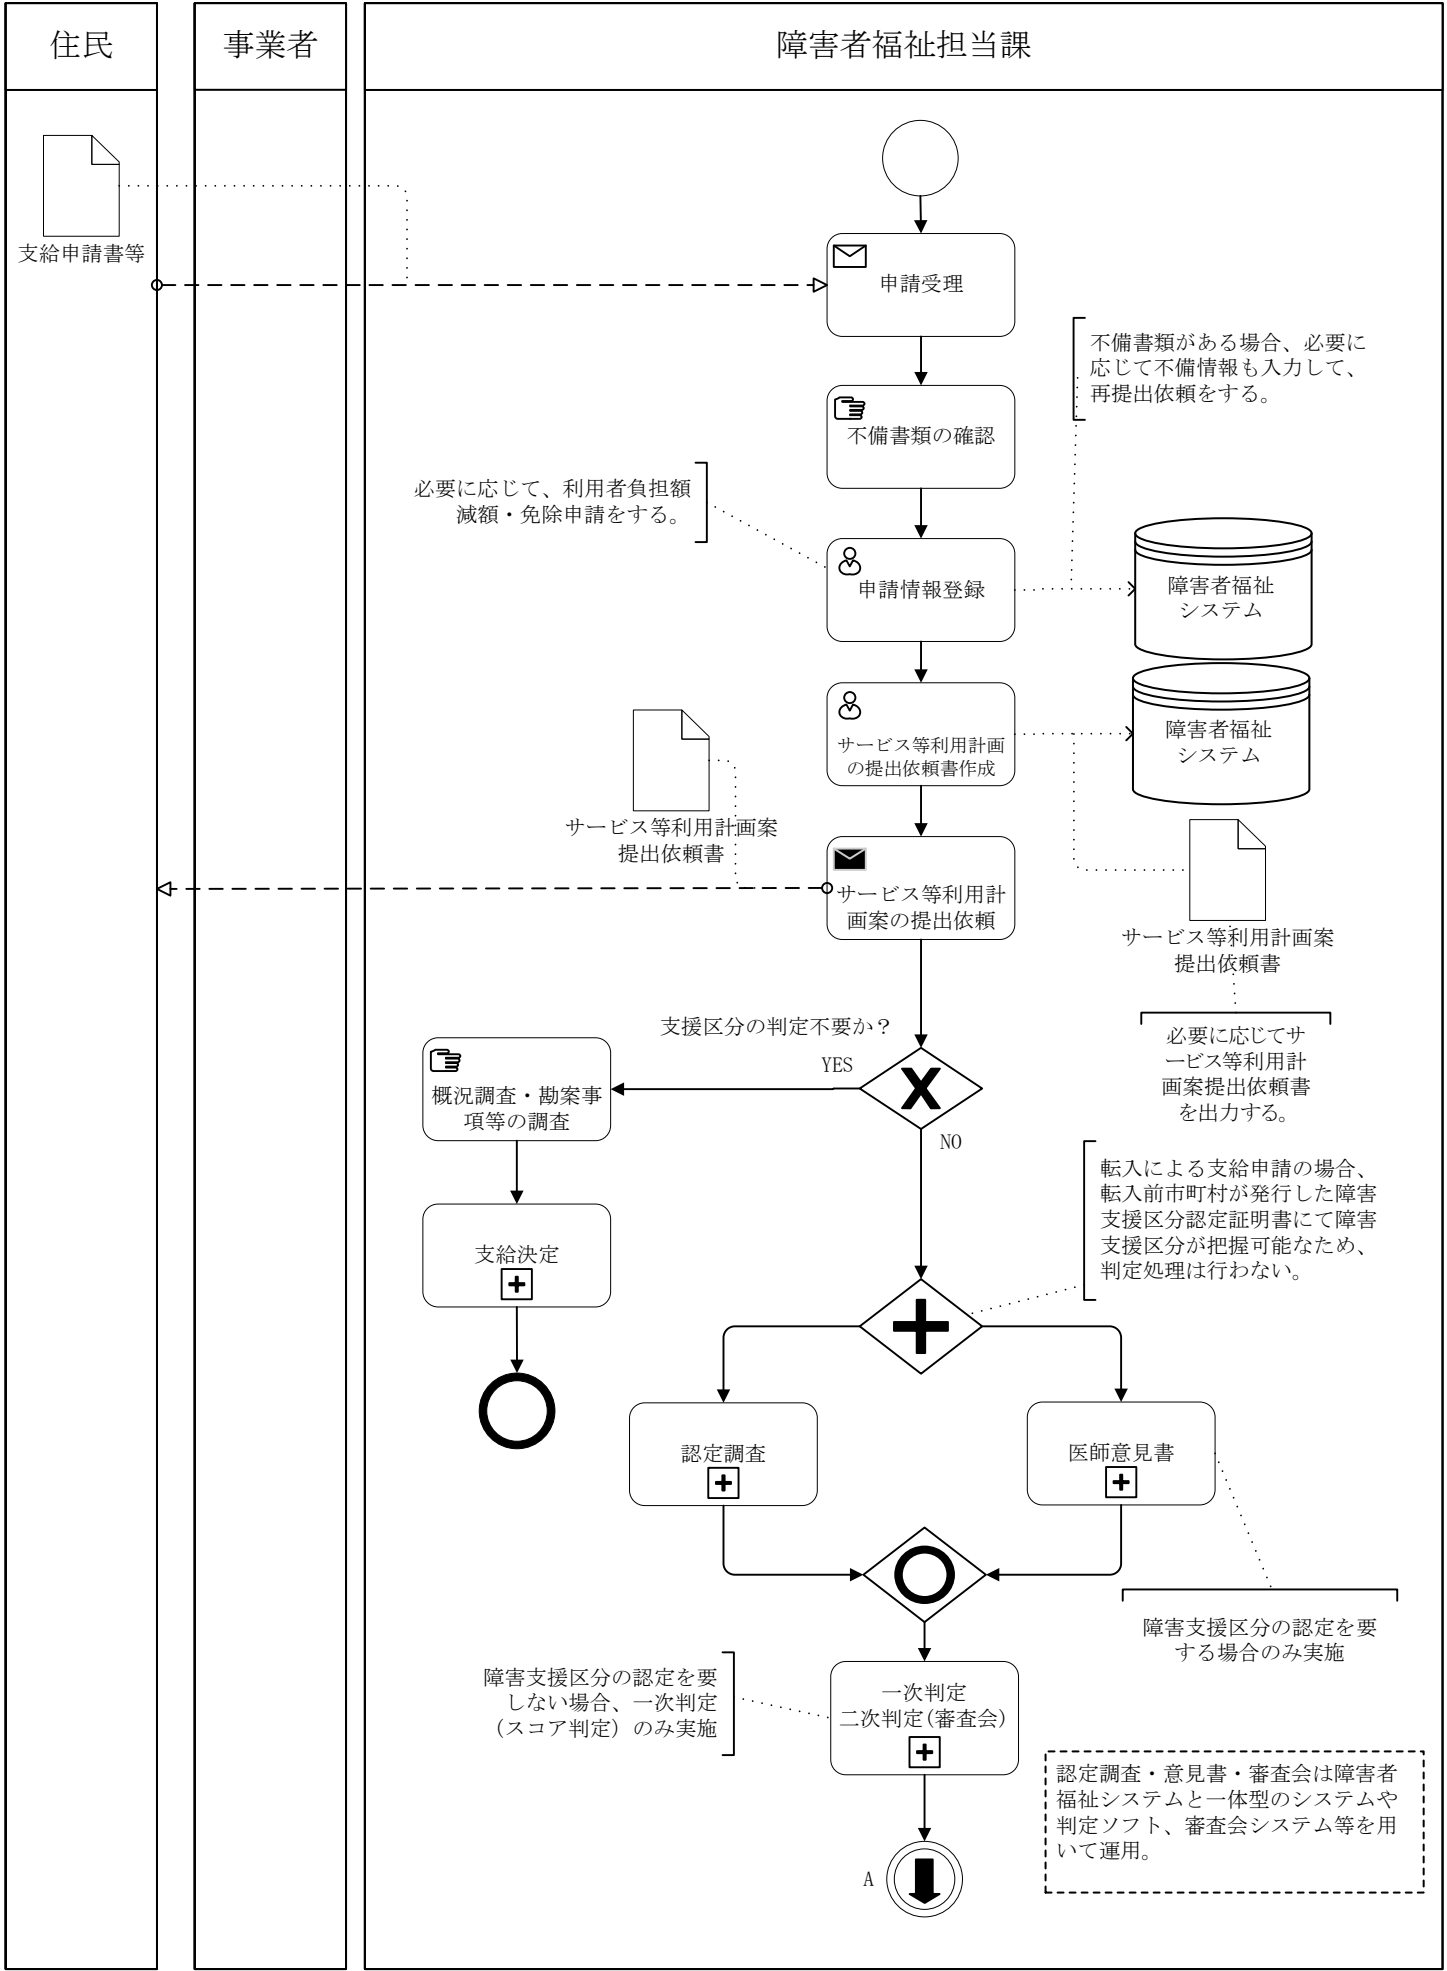 住民
事業者
障害者福祉担当課
支給申請書等
申請受理
不備書類がある場合、必要に
応じて不備情報も入力して、
再提出依頼をする。
不備書類の確認
必要に応じて、利用者負担額
減額・免除申請をする。
申請情報登録
障害者福祉
システム
サービス等利用計画
の提出依頼書作成
障害者福祉
システム
サービス等利用計画案
提出依頼書
サービス等利用計
画案の提出依頼
サービス等利用計画案
提出依頼書
必要に応じてサ
ービス等利用計
画案提出依頼書
を出力する。
支援区分の判定不要か？
YES
NO
概況調査・勘案事
項等の調査
転入による支給申請の場合、
転入前市町村が発行した障害
支援区分認定証明書にて障害
支援区分が把握可能なため、
判定処理は行わない。
支給決定
認定調査
医師意見書
障害支援区分の認定を要
する場合のみ実施
障害支援区分の認定を要
しない場合、一次判定
（スコア判定）のみ実施
一次判定
二次判定(審査会)
認定調査・意見書・審査会は障害者
福祉システムと一体型のシステムや
判定ソフト、審査会システム等を用
いて運用。
A